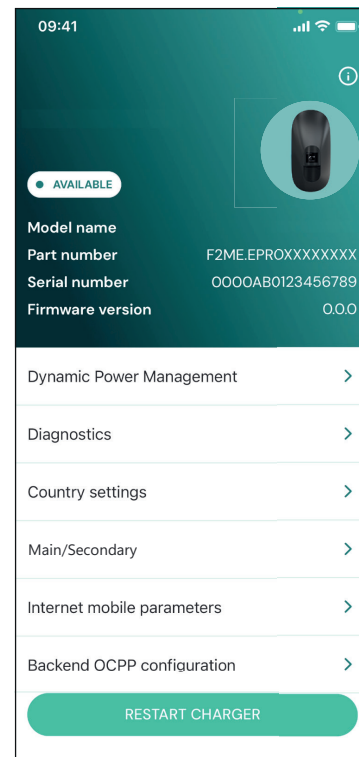 09:41
AVAILABLE
Model name
Part number F2ME.EPROXXXXXXXX
Serial number 0000AB0123456789
Firmware version 0.0.0
Dynamic Power Management
Diagnostics
Country settings
Main/Secondary
Internet mobile parameters
Backend OCPP configuration
RESTART CHARGER